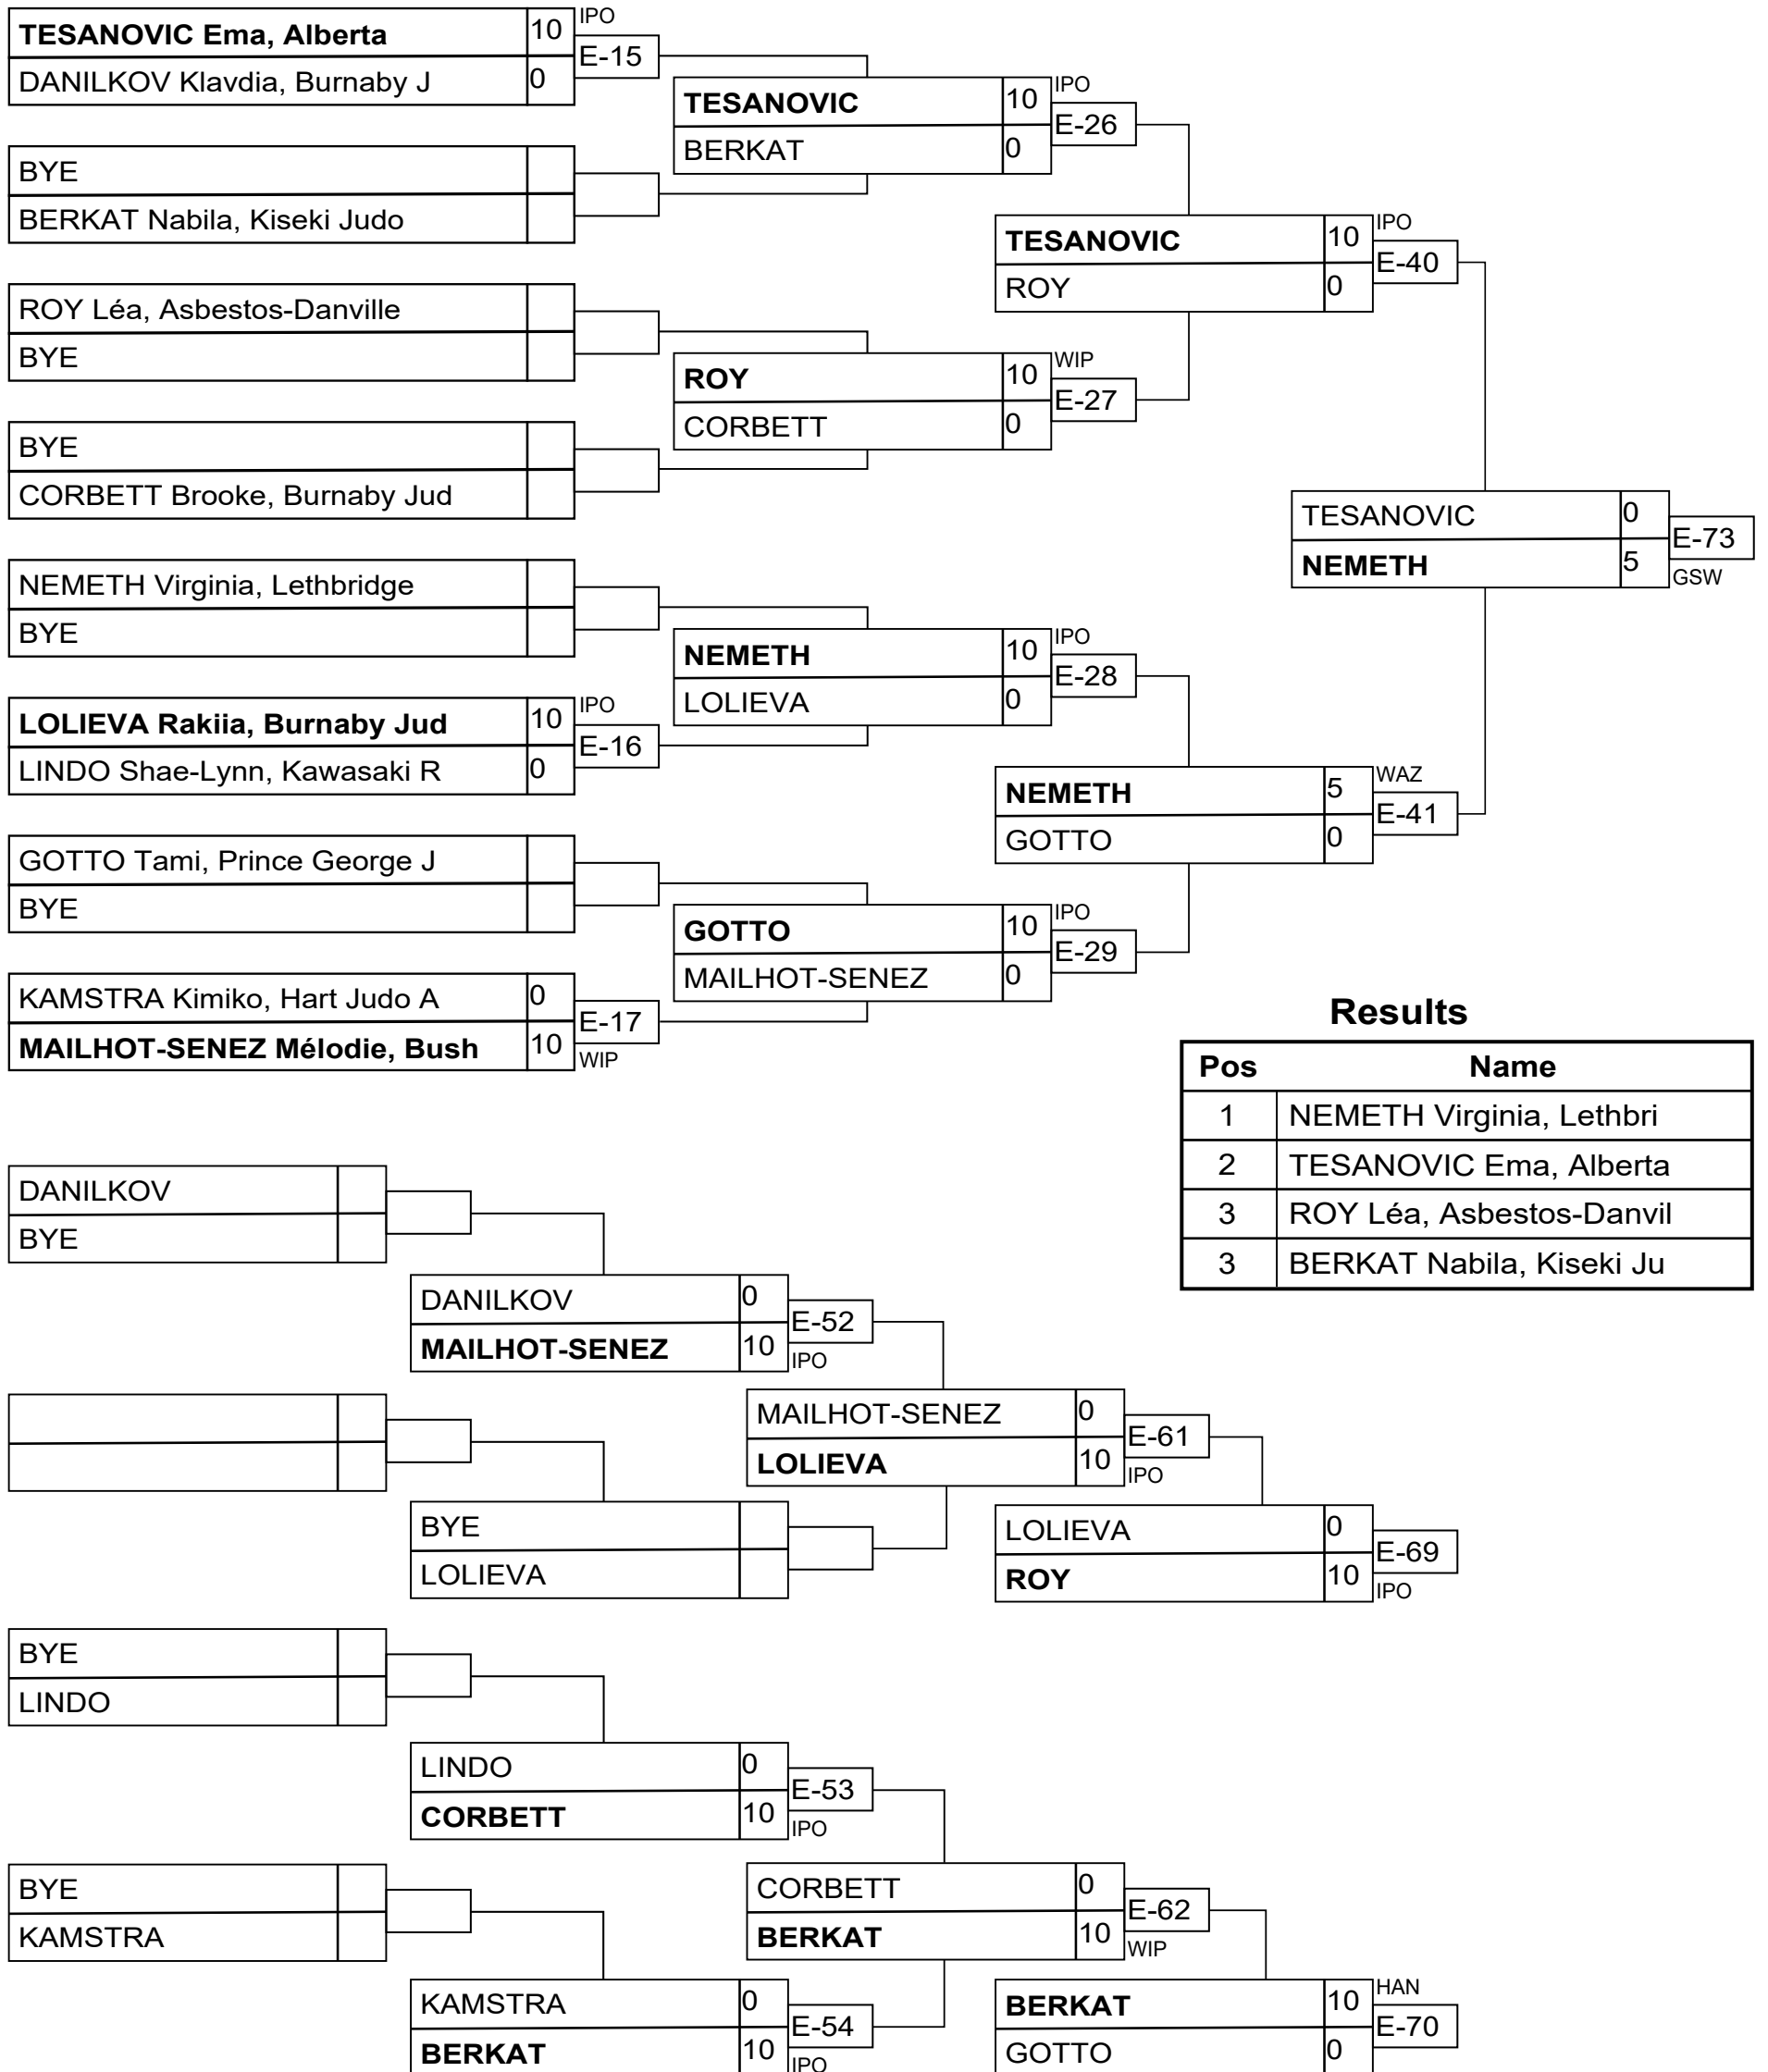 TESANOVIC Ema, Alberta 10 IPO
DANILKOV Klavdia, Burnaby J 0 E-15
BYE
BERKAT Nabila, Kiseki Judo
ROY Léa, Asbestos-Danville
BYE
BYE
CORBETT Brooke, Burnaby Jud
NEMETH Virginia, Lethbridge
BYE
LOLIEVA Rakiia, Burnaby Jud 10 IPO
LINDO Shae-Lynn, Kawasaki R 0 E-16
GOTTO Tami, Prince George J
BYE
KAMSTRA Kimiko, Hart Judo A 0 E-17
MAILHOT-SENEZ Mélodie, Bush 10 WIP
TESANOVIC 10 IPO
BERKAT 0 E-26
ROY 10 WIP
CORBETT 0 E-27
NEMETH 10 IPO
LOLIEVA 0 E-28
GOTTO 10 IPO
MAILHOT-SENEZ 0 E-29
TESANOVIC 10 IPO
ROY 0 E-40
NEMETH 5 WAZ
GOTTO 0 E-41
TESANOVIC 0 E-73
NEMETH 5 GSW
Results
Pos Name
1 NEMETH Virginia, Lethbri
2 TESANOVIC Ema, Alberta
3 ROY Léa, Asbestos-Danvil
3 BERKAT Nabila, Kiseki Ju
DANILKOV
BYE
DANILKOV 0 E-52
MAILHOT-SENEZ 10 IPO
BYE
LOLIEVA
MAILHOT-SENEZ 0 E-61
LOLIEVA 10 IPO
LOLIEVA 0 E-69
ROY 10 IPO
BYE
LINDO
LINDO 0 E-53
CORBETT 10 IPO
BYE
KAMSTRA
KAMSTRA 0 E-54
BERKAT 10 IPO
CORBETT 0 E-62
BERKAT 10 WIP
BERKAT 10 HAN
GOTTO 0 E-70